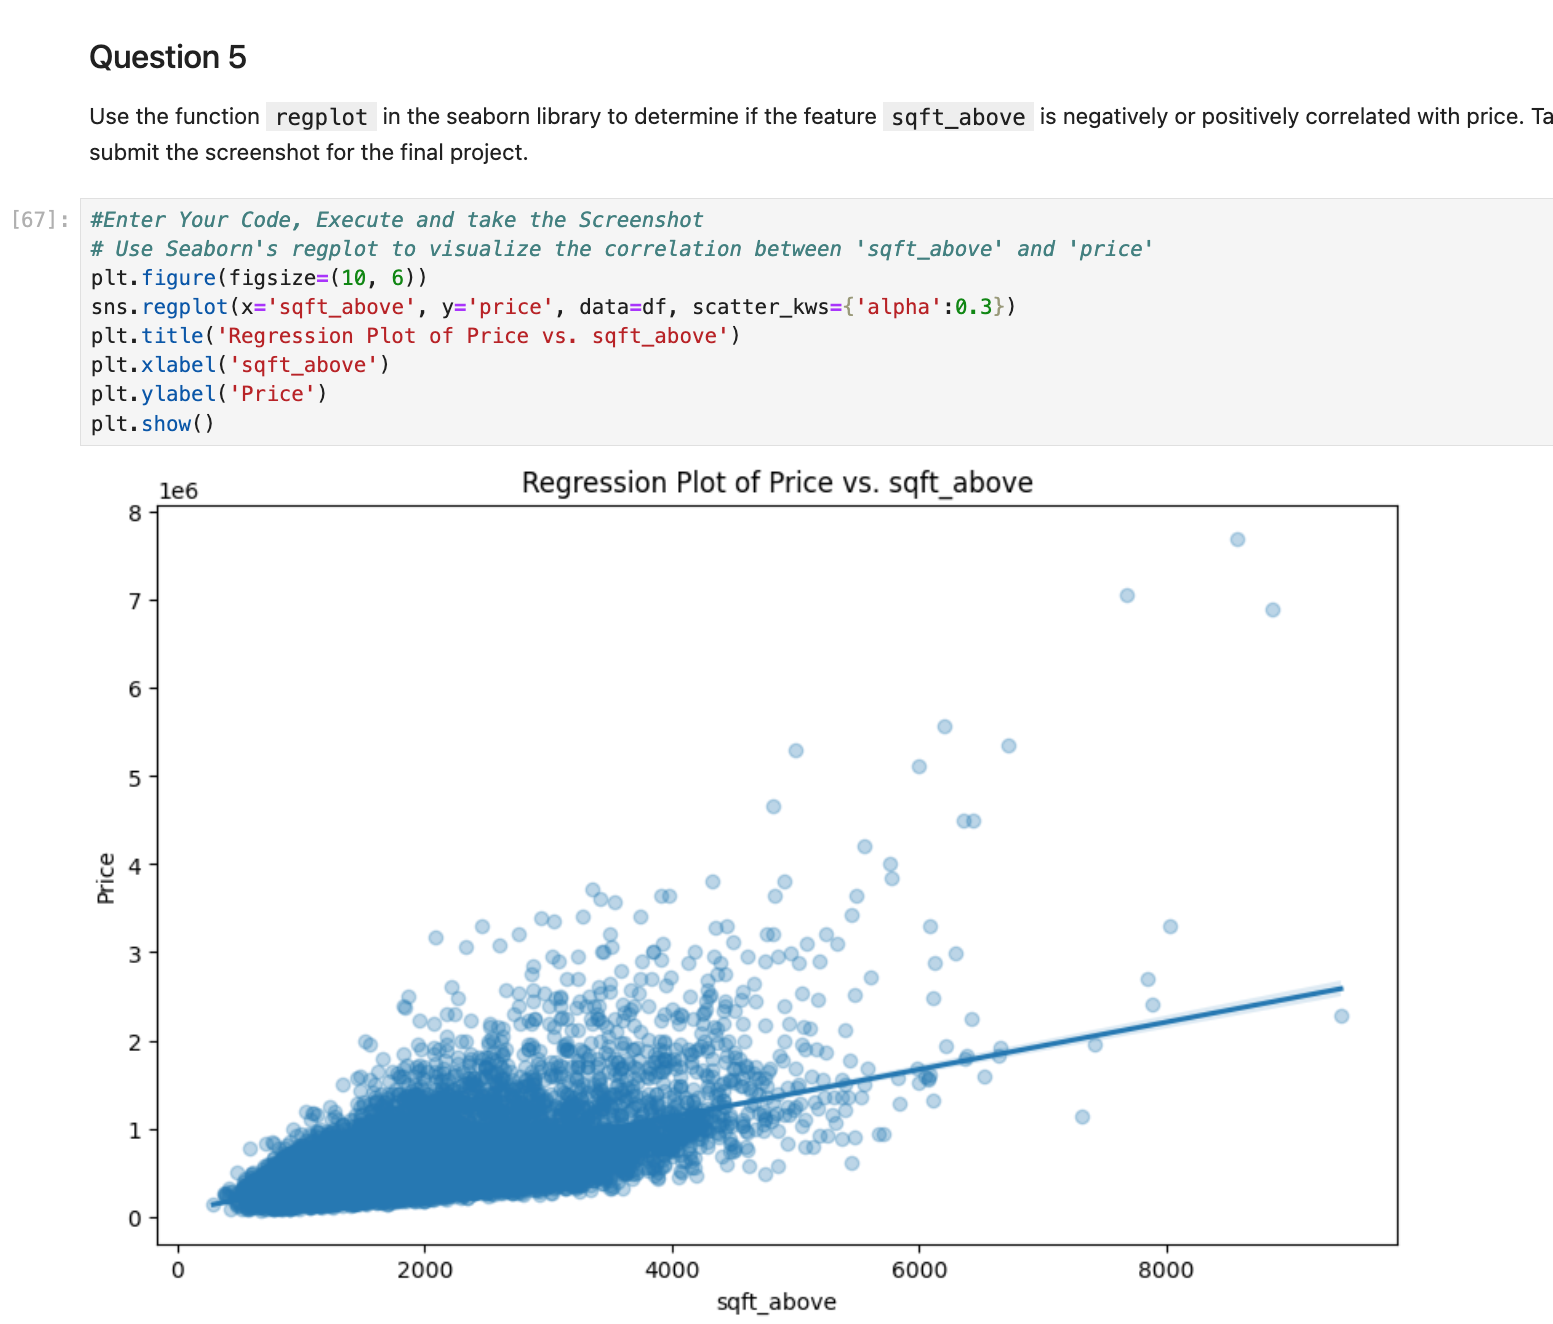 Question 5
Use the function regplot in the seaborn library to determine if the feature sqft_above is negatively or positively correlated with price. Ta
submit the screenshot for the final project.
[67]:
#Enter Your Code, Execute and take the Screenshot
# Use Seaborn's regplot to visualize the correlation between 'sqft_above' and 'price'
plt.figure(figsize=(10, 6))
sns.regplot(x='sqft_above', y='price', data=df, scatter_kws={'alpha':0.3})
plt.title('Regression Plot of Price vs. sqft_above')
plt.xlabel('sqft_above')
plt.ylabel('Price')
plt.show()
Regression Plot of Price vs. sqft_above
1e6
8
7
6
5
4
3
2
1
0
Price
0 2000 4000 6000 8000
sqft_above